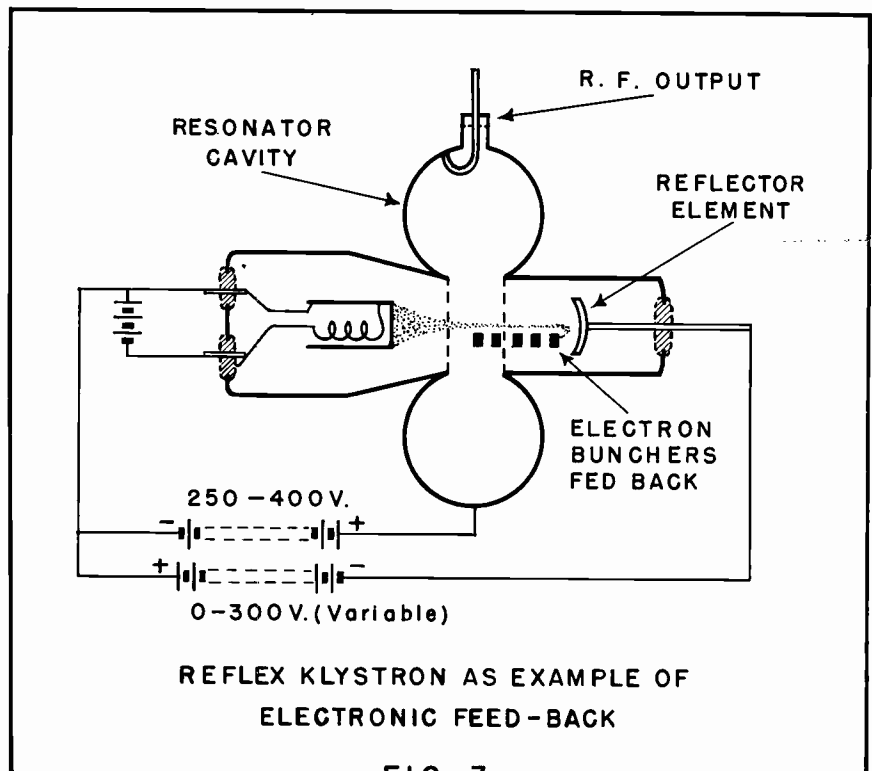 R. F. OUTPUT
RESONATOR
CAVITY
REFLECTOR
ELEMENT
ELECTRON
BUNCHERS
FED BACK
250-400V.
- +
+ -
0-300V. (Variable)
REFLEX KLYSTRON AS EXAMPLE OF
ELECTRONIC FEED-BACK